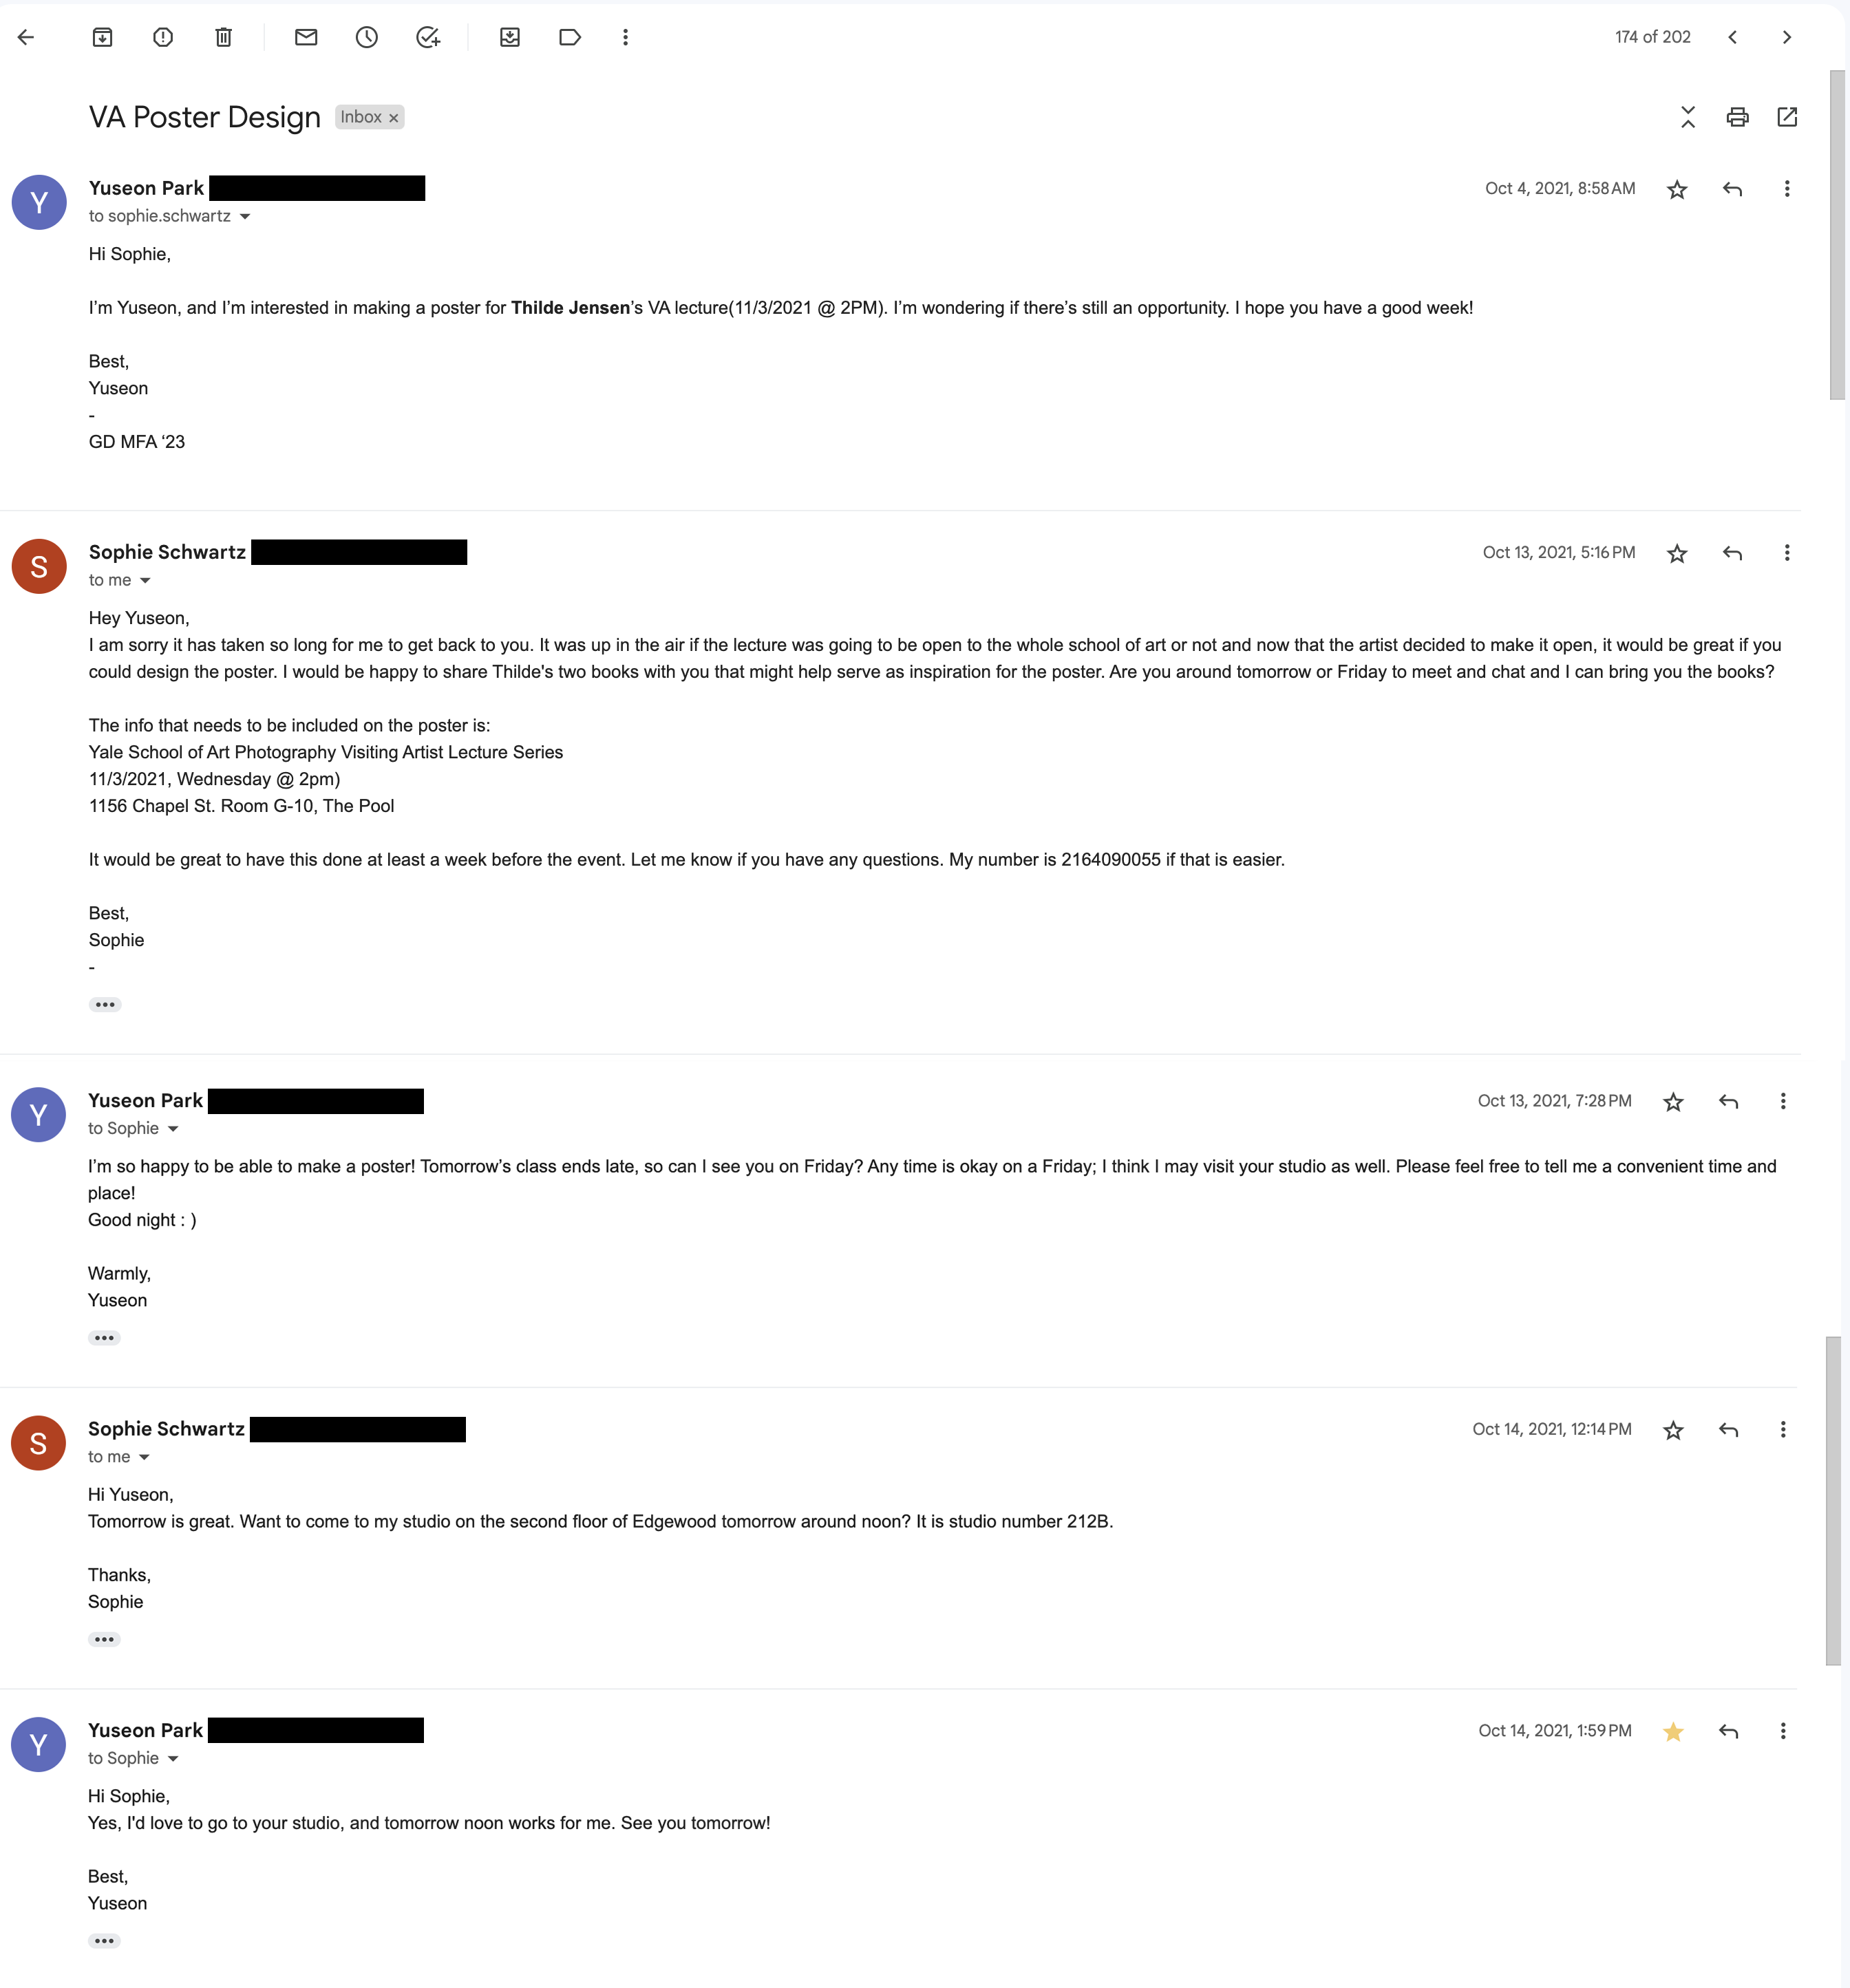 174 of 202
VA Poster Design Inbox ×
Yuseon Park
Oct 4, 2021, 8:58 AM
to sophie.schwartz
Y
Hi Sophie,
I’m Yuseon, and I’m interested in making a poster for Thilde Jensen’s VA lecture(11/3/2021 @ 2PM). I’m wondering if there’s still an opportunity. I hope you have a good week!
Best,
Yuseon
-
GD MFA ‘23
Sophie Schwartz
Oct 13, 2021, 5:16 PM
to me
S
Hey Yuseon,
I am sorry it has taken so long for me to get back to you. It was up in the air if the lecture was going to be open to the whole school of art or not and now that the artist decided to make it open, it would be great if you
could design the poster. I would be happy to share Thilde's two books with you that might help serve as inspiration for the poster. Are you around tomorrow or Friday to meet and chat and I can bring you the books?
The info that needs to be included on the poster is:
Yale School of Art Photography Visiting Artist Lecture Series
11/3/2021, Wednesday @ 2pm)
1156 Chapel St. Room G-10, The Pool
It would be great to have this done at least a week before the event. Let me know if you have any questions. My number is 2164090055 if that is easier.
Best,
Sophie
-
Yuseon Park
Oct 13, 2021, 7:28 PM
to Sophie
Y
I’m so happy to be able to make a poster! Tomorrow’s class ends late, so can I see you on Friday? Any time is okay on a Friday; I think I may visit your studio as well. Please feel free to tell me a convenient time and
place!
Good night : )
Warmly,
Yuseon
Sophie Schwartz
Oct 14, 2021, 12:14 PM
to me
S
Hi Yuseon,
Tomorrow is great. Want to come to my studio on the second floor of Edgewood tomorrow around noon? It is studio number 212B.
Thanks,
Sophie
Yuseon Park
Oct 14, 2021, 1:59 PM
to Sophie
Y
Hi Sophie,
Yes, I'd love to go to your studio, and tomorrow noon works for me. See you tomorrow!
Best,
Yuseon